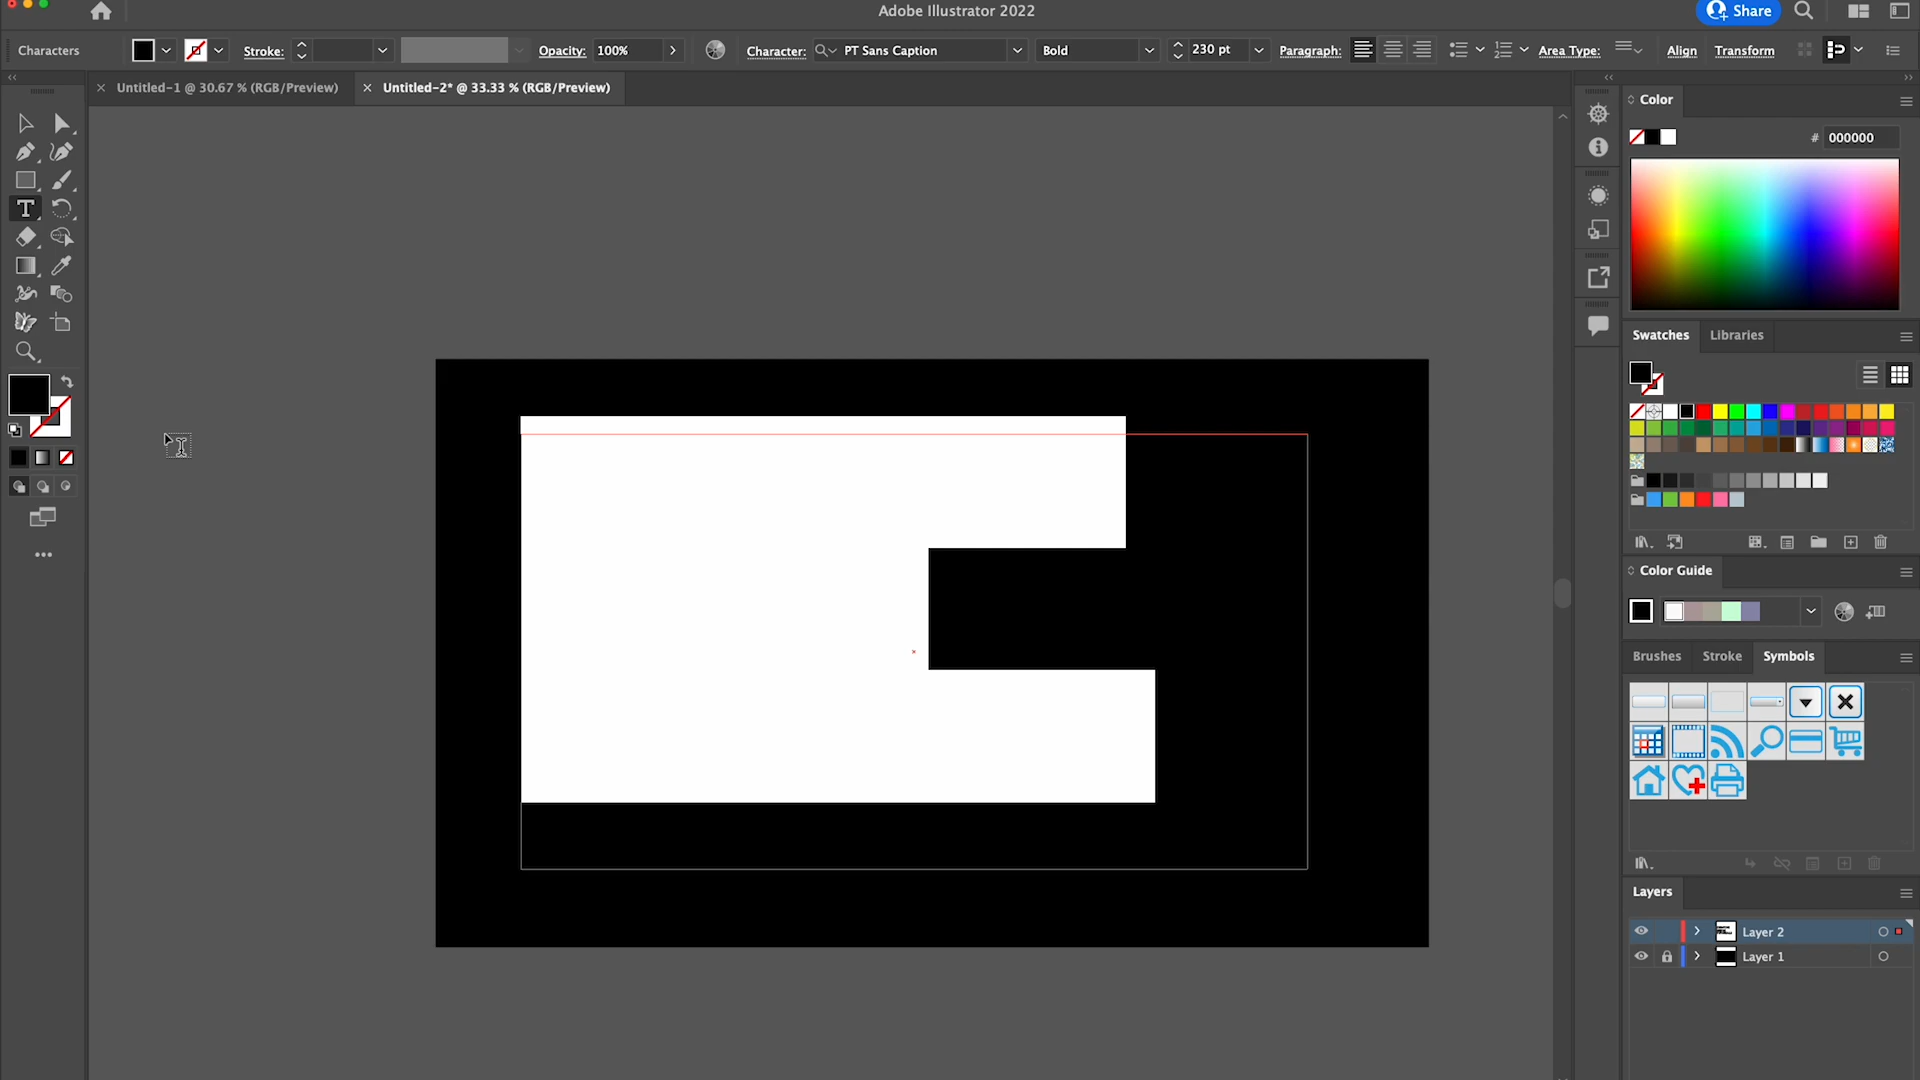 Adobe Illustrator 2022
Share
Characters
Stroke:
Opacity:
100%
Character:
PT Sans Caption
Bold
230 pt
Paragraph:
Area Type:
Align
Transform
Untitled-1 @ 30.67 % (RGB/Preview)
Untitled-2* @ 33.33 % (RGB/Preview)
Color
# 000000
Swatches
Libraries
Color Guide
Brushes
Stroke
Symbols
Layers
Layer 2
Layer 1